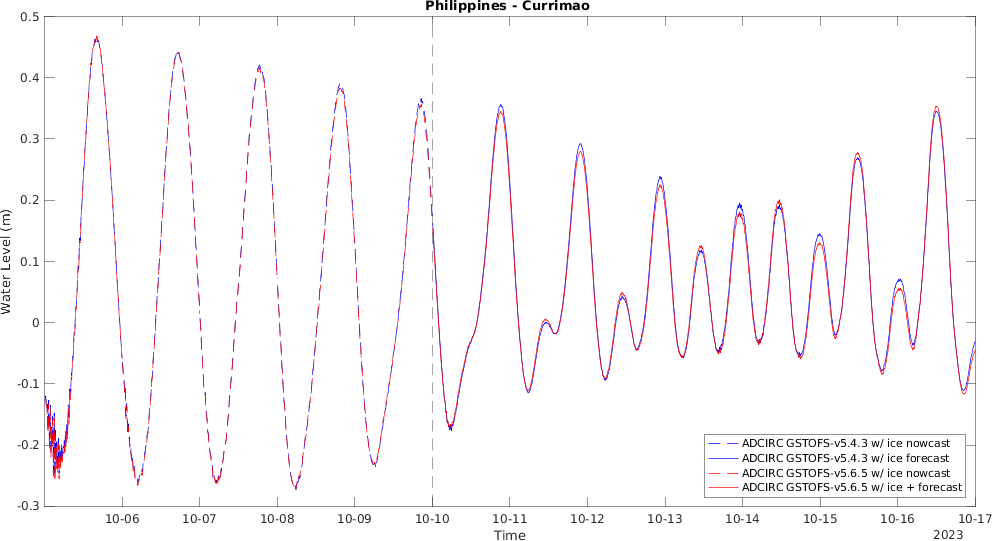 Philippines - Currimao
0.5
0.4
0.3
0.2
0.1
0
-0.1
-0.2
-0.3
Water Level (m)
ADCIRC GSTOFS-v5.4.3 w/ ice nowcast
ADCIRC GSTOFS-v5.4.3 w/ ice forecast
ADCIRC GSTOFS-v5.6.5 w/ ice nowcast
ADCIRC GSTOFS-v5.6.5 w/ ice + forecast
10-06 10-07 10-08 10-09 10-10 10-11 10-12 10-13 10-14 10-15 10-16 10-17
Time
2023